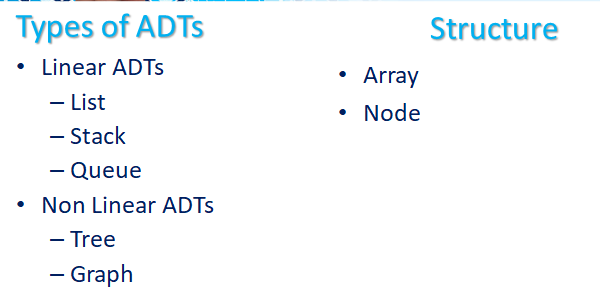 Types of ADTs
• Linear ADTs
– List
– Stack
– Queue
• Non Linear ADTs
– Tree
– Graph
Structure
• Array
• Node